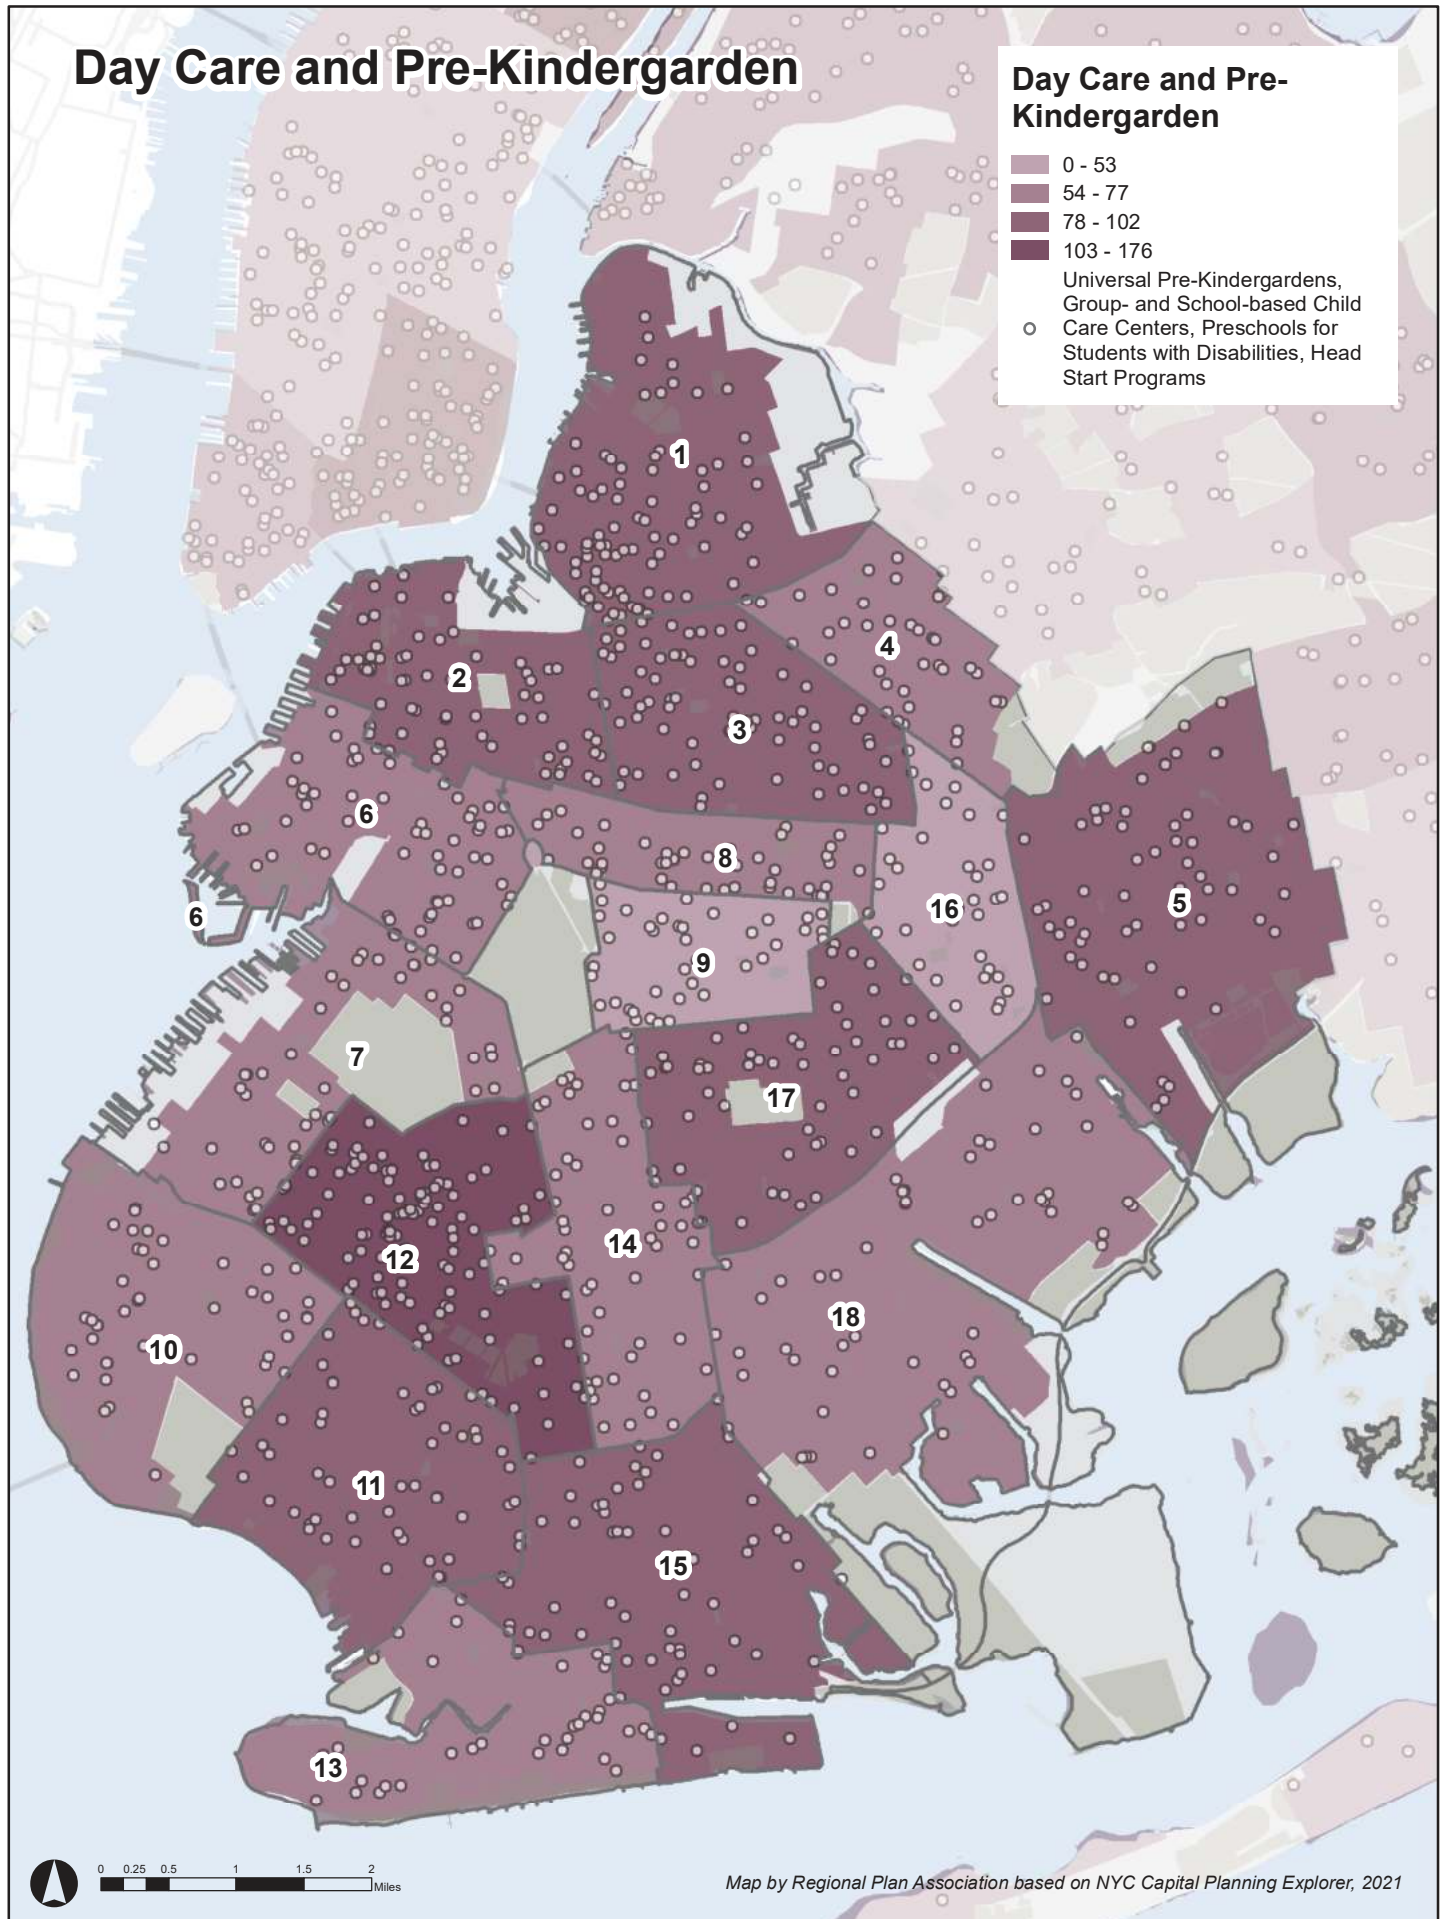 Day Care and Pre-Kindergarden
Day Care and Pre-
Kindergarden
0 - 53
54 - 77
78 - 102
103 - 176
Universal Pre-Kindergardens,
Group- and School-based Child
Care Centers, Preschools for
Students with Disabilities, Head
Start Programs
1
4
2
3
6
8
5
16
6
9
7
17
14
12
18
10
11
15
13
0 0.25 0.5 1 1.5 2
Miles
Map by Regional Plan Association based on NYC Capital Planning Explorer, 2021